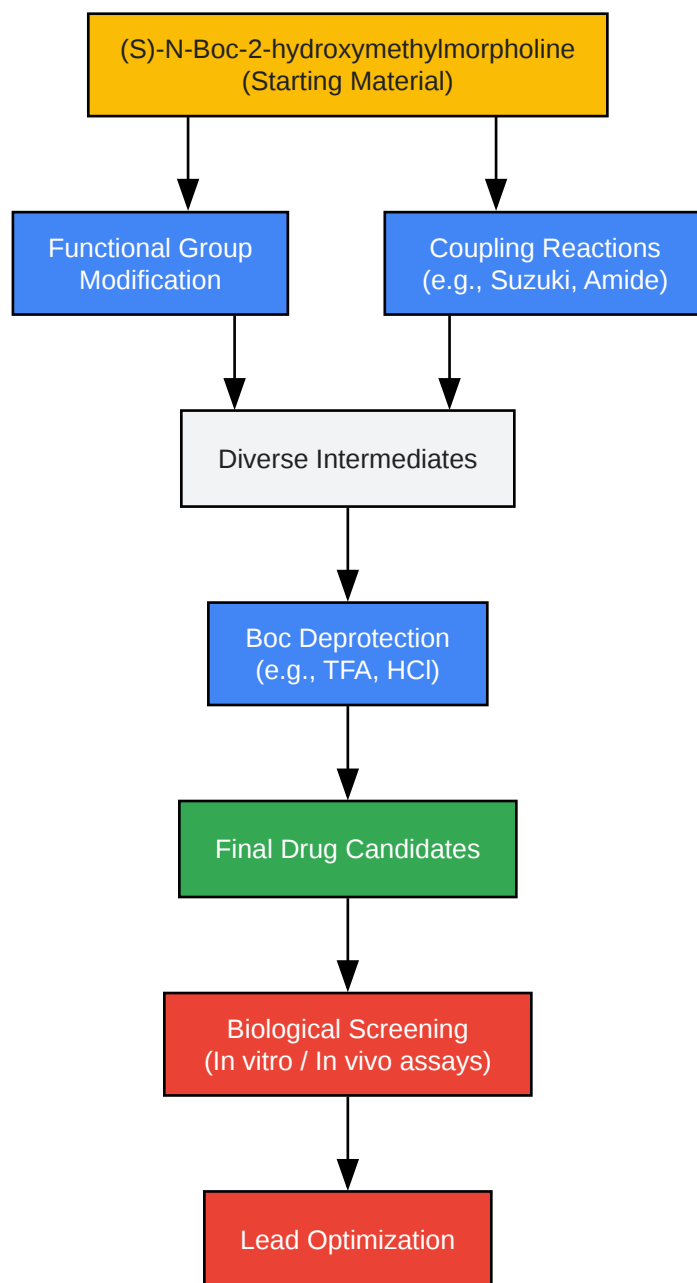 (S)-N-Boc-2-hydroxymethylmorpholine
(Starting Material)
Functional Group
Modification
Coupling Reactions
(e.g., Suzuki, Amide)
Diverse Intermediates
Boc Deprotection
(e.g., TFA, HCl)
Final Drug Candidates
Biological Screening
(In vitro / In vivo assays)
Lead Optimization